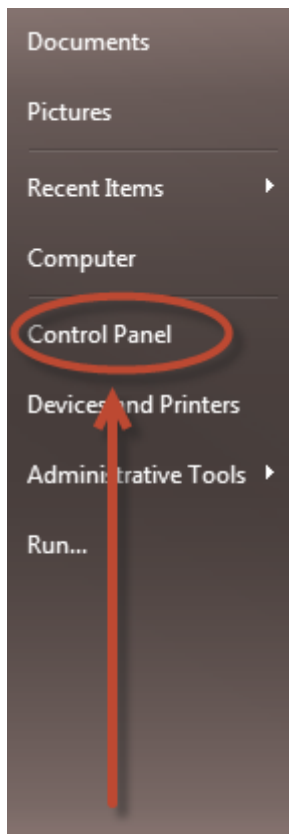 Documents
Pictures
Recent Items
Computer
Control Panel
Devices and Printers
Administrative Tools
Run...